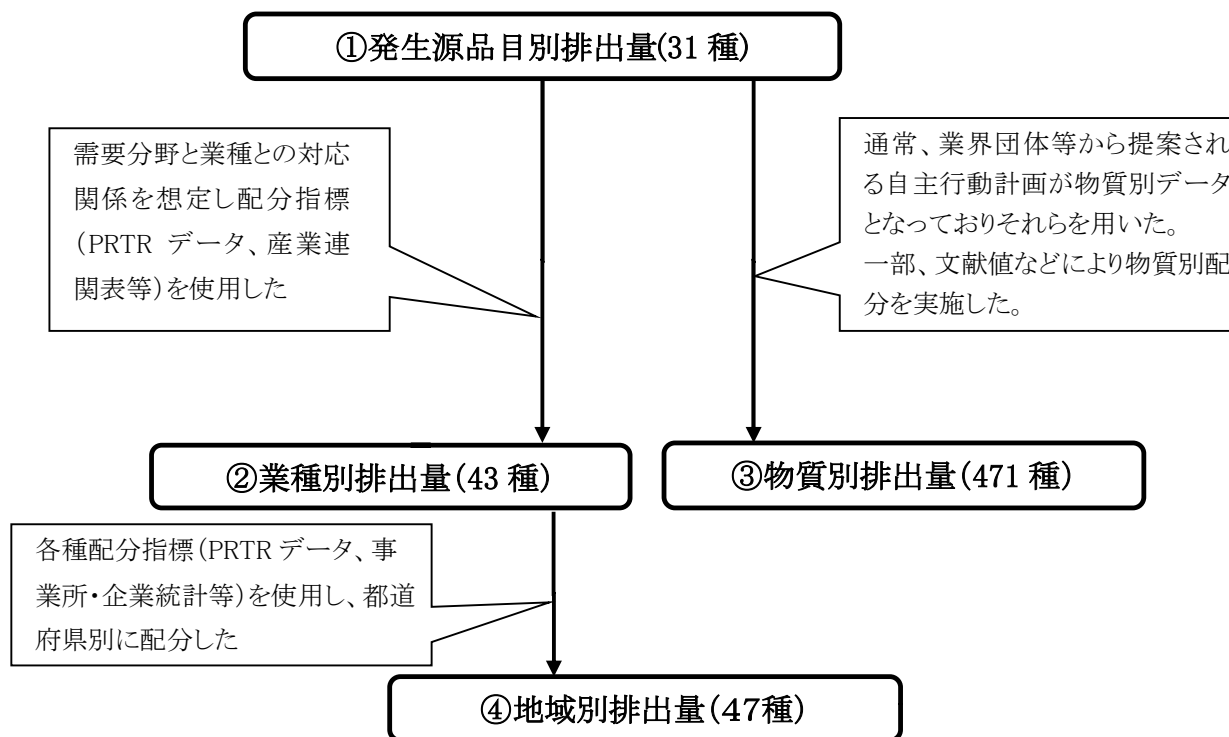 ①発生源品目別排出量(31 種)
需要分野と業種との対応
関係を想定し配分指標
(PRTR データ、産業連
関表等)を使用した
通常、業界団体等から提案され
る自主行動計画が物質別データ
となっておりそれらを用いた。
一部、文献値などにより物質別配
分を実施した。
②業種別排出量(43 種)
③物質別排出量(471 種)
各種配分指標(PRTR データ、事
業所・企業統計等)を使用し、都道
府県別に配分した
④地域別排出量(47種)